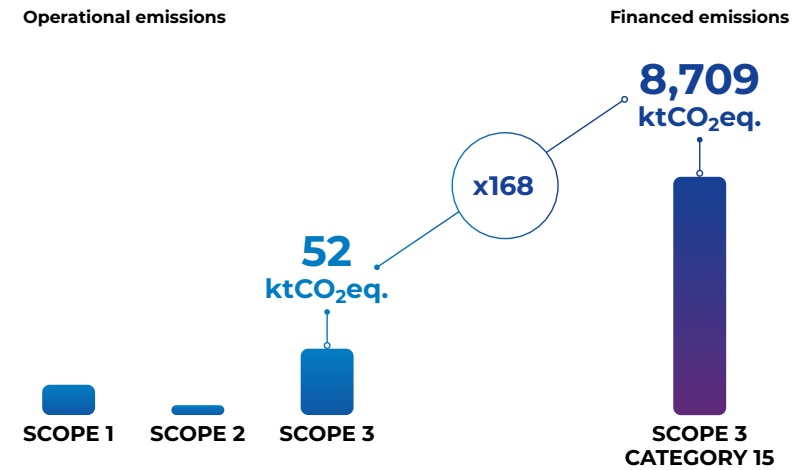 Operational emissions
Financed emissions
8,709
ktCO₂eq.
x168
52
ktCO₂eq.
SCOPE 1
SCOPE 2
SCOPE 3
SCOPE 3
CATEGORY 15